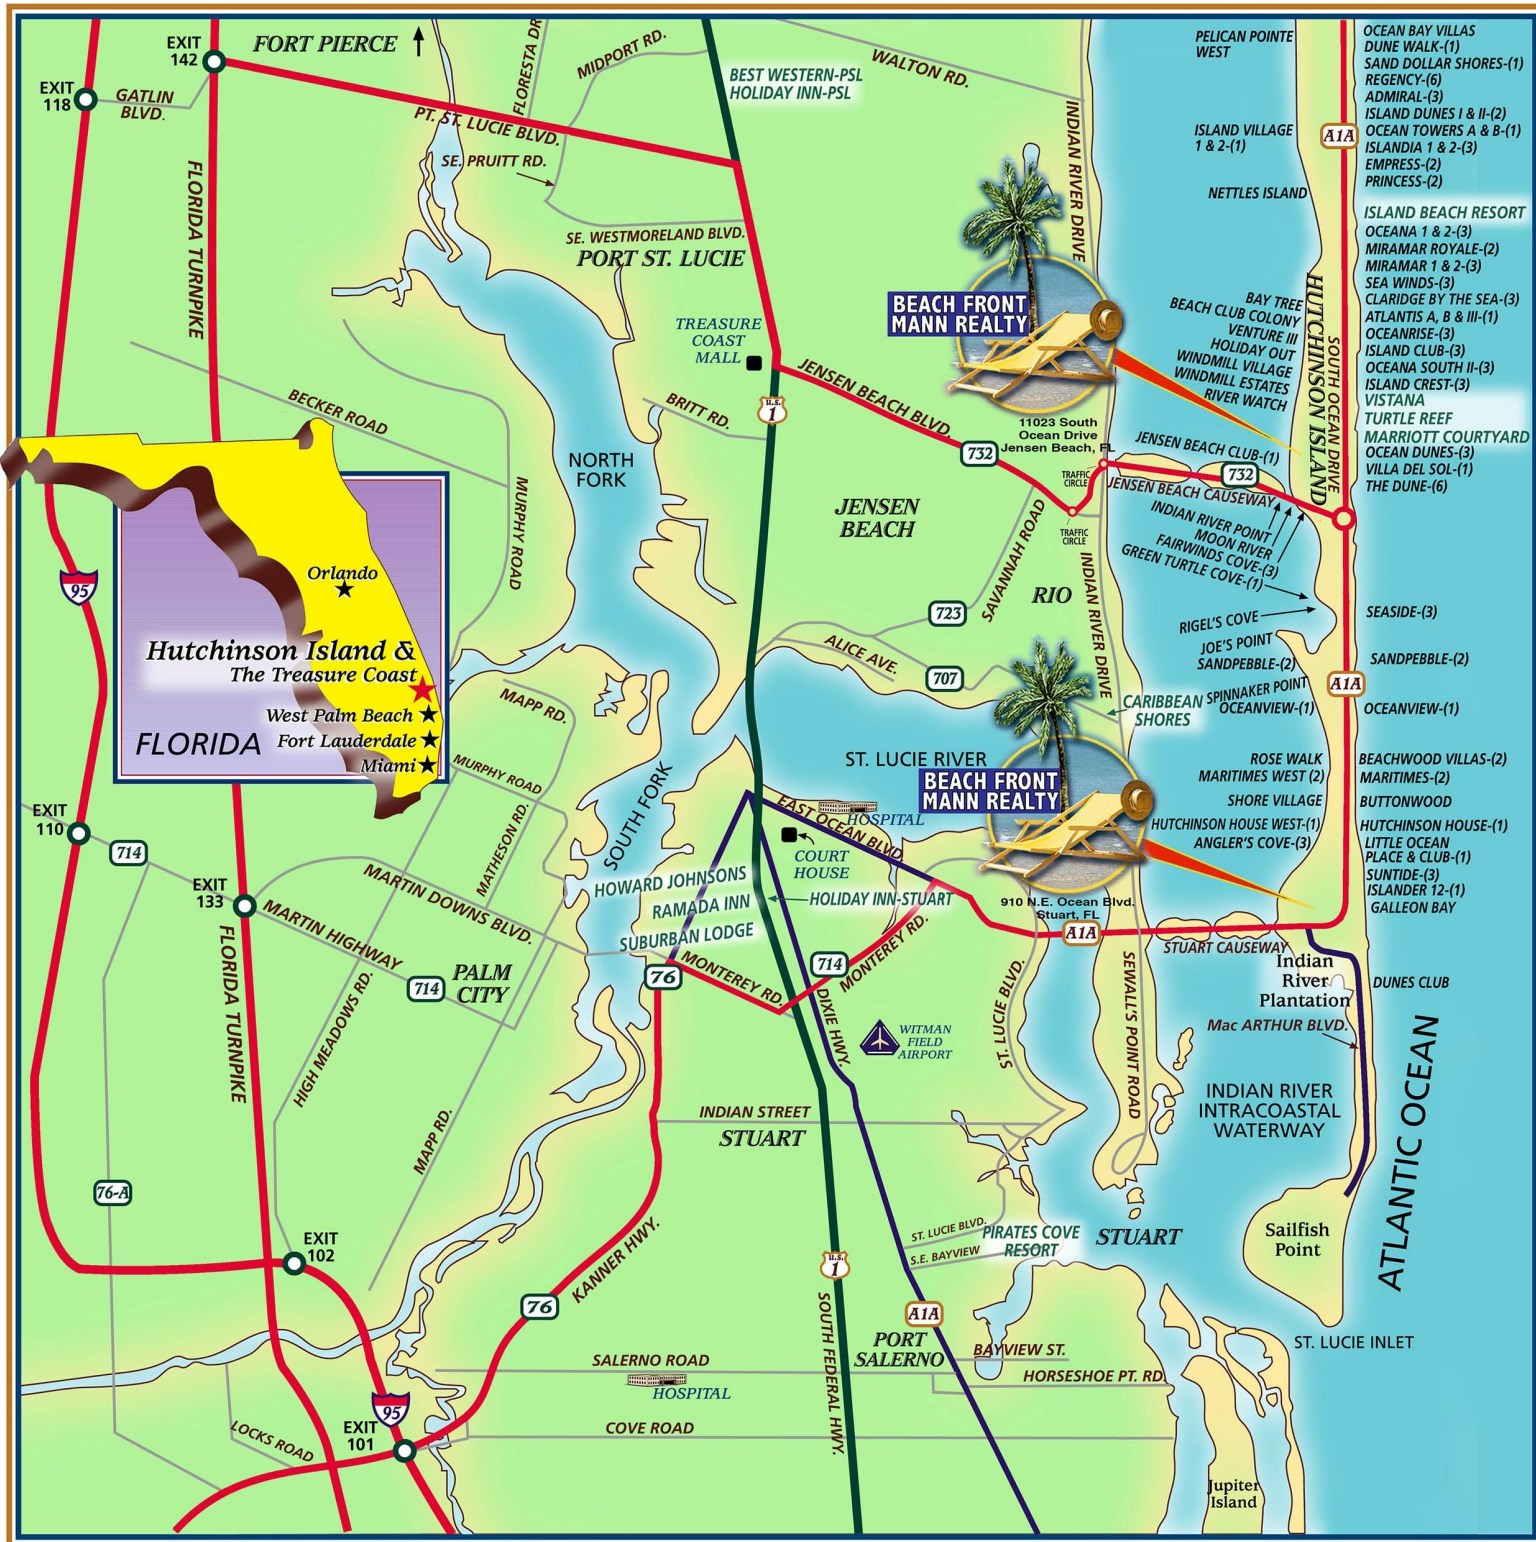 EXIT
142
FORT PIERCE
EXIT
118
GATLIN
BLVD.
FLORESTA DR
MIDPORT RD.
WALTON RD.
BEST WESTERN-PSL
HOLIDAY INN-PSL
PT. ST. LUCIE BLVD.
SE. PRUITT RD.
FLORIDA TURNPIKE
SE. WESTMORELAND BLVD.
PORT ST. LUCIE
INDIAN RIVER DRIVE
PELICAN POINTE
WEST
ISLAND VILLAGE
1 & 2-(1)
NETTLES ISLAND
A1A
OCEAN BAY VILLAS
DUNE WALK-(1)
SAND DOLLAR SHORES-(1)
REGENCY-(6)
ADMIRAL-(3)
ISLAND DUNES I & II-(2)
OCEAN TOWERS A & B-(1)
ISLANDIA 1 & 2-(3)
EMPRESS-(2)
PRINCESS-(2)
ISLAND BEACH RESORT
OCEANA 1 & 2-(3)
MIRAMAR ROYALE-(2)
MIRAMAR 1 & 2-(3)
SEA WINDS-(3)
CLARIDGE BY THE SEA-(3)
ATLANTIS A, B & III-(1)
OCEANRISE-(3)
ISLAND CLUB-(3)
OCEANA SOUTH II-(3)
ISLAND CREST-(3)
VISTANA
TURTLE REEF
MARRIOTT COURTYARD
OCEAN DUNES-(3)
VILLA DEL SOL-(1)
THE DUNE-(6)
HUTCHINSON ISLAND
SOUTH OCEAN DRIVE
BAY TREE
BEACH CLUB COLONY
VENTURE III
HOLIDAY OUT
WINDMILL VILLAGE
WINDMILL ESTATES
RIVER WATCH
BEACH FRONT
MANN REALTY
11023 South
Ocean Drive
Jensen Beach, FL
TREASURE
COAST
MALL
U.S.
1
JENSEN BEACH BLVD.
732
TRAFFIC
CIRCLE
TRAFFIC
CIRCLE
JENSEN BEACH CLUB-(1)
732
JENSEN BEACH CAUSEWAY
INDIAN RIVER POINT
MOON RIVER
FAIRWINDS COVE-(3)
GREEN TURTLE COVE-(1)
RIGEL'S COVE
JOE'S POINT
SANDPEBBLE-(2)
SPINNAKER POINT
OCEANVIEW-(1)
SEASIDE-(3)
SANDPEBBLE-(2)
A1A
OCEANVIEW-(1)
BECKER ROAD
BRITT RD.
NORTH
FORK
MURPHY ROAD
JENSEN
BEACH
SAVANNAH ROAD
RIO
INDIAN RIVER DRIVE
723
ALICE AVE.
707
CARIBBEAN
SHORES
95
Orlando
Hutchinson Island &
The Treasure Coast
West Palm Beach
Fort Lauderdale
Miami
FLORIDA
MAPP RD.
MURPHY ROAD
MATHESON RD.
SOUTH FORK
ST. LUCIE RIVER
BEACH FRONT
MANN REALTY
910 N.E. Ocean Blvd.
Stuart, FL
EAST OCEAN BLVD.
HOSPITAL
COURT
HOUSE
HOWARD JOHNSONS
RAMADA INN
SUBURBAN LODGE
HOLIDAY INN-STUART
ROSE WALK
MARITIMES WEST (2)
SHORE VILLAGE
HUTCHINSON HOUSE WEST-(1)
ANGLER'S COVE-(3)
BEACHWOOD VILLAS-(2)
MARITIMES-(2)
BUTTONWOOD
HUTCHINSON HOUSE-(1)
LITTLE OCEAN
PLACE & CLUB-(1)
SUNTIDE-(3)
ISLANDER 12-(1)
GALLEON BAY
EXIT
110
714
EXIT
133
MARTIN DOWNS BLVD.
MARTIN HIGHWAY
714
PALM
CITY
HIGH MEADOWS RD.
FLORIDA TURNPIKE
76
MONTEREY RD.
714
MONTEREY RD.
DIXIE HWY.
WITMAN
FIELD
AIRPORT
A1A
STUART CAUSEWAY
ST. LUCIE BLVD.
SEWALL'S POINT ROAD
Indian
River
Plantation
DUNES CLUB
Mac ARTHUR BLVD.
INDIAN RIVER
INTRACOASTAL
WATERWAY
ATLANTIC OCEAN
MAPP RD.
INDIAN STREET
STUART
76-A
EXIT
102
KANNER HWY.
76
U.S.
1
SOUTH FEDERAL HWY.
ST. LUCIE BLVD.
S.E. BAYVIEW
PIRATES COVE
RESORT
STUART
Sailfish
Point
ST. LUCIE INLET
A1A
PORT
SALERNO
BAYVIEW ST.
HORSESHOE PT. RD.
SALERNO ROAD
HOSPITAL
COVE ROAD
95
EXIT
101
LOCKS ROAD
Jupiter
Island